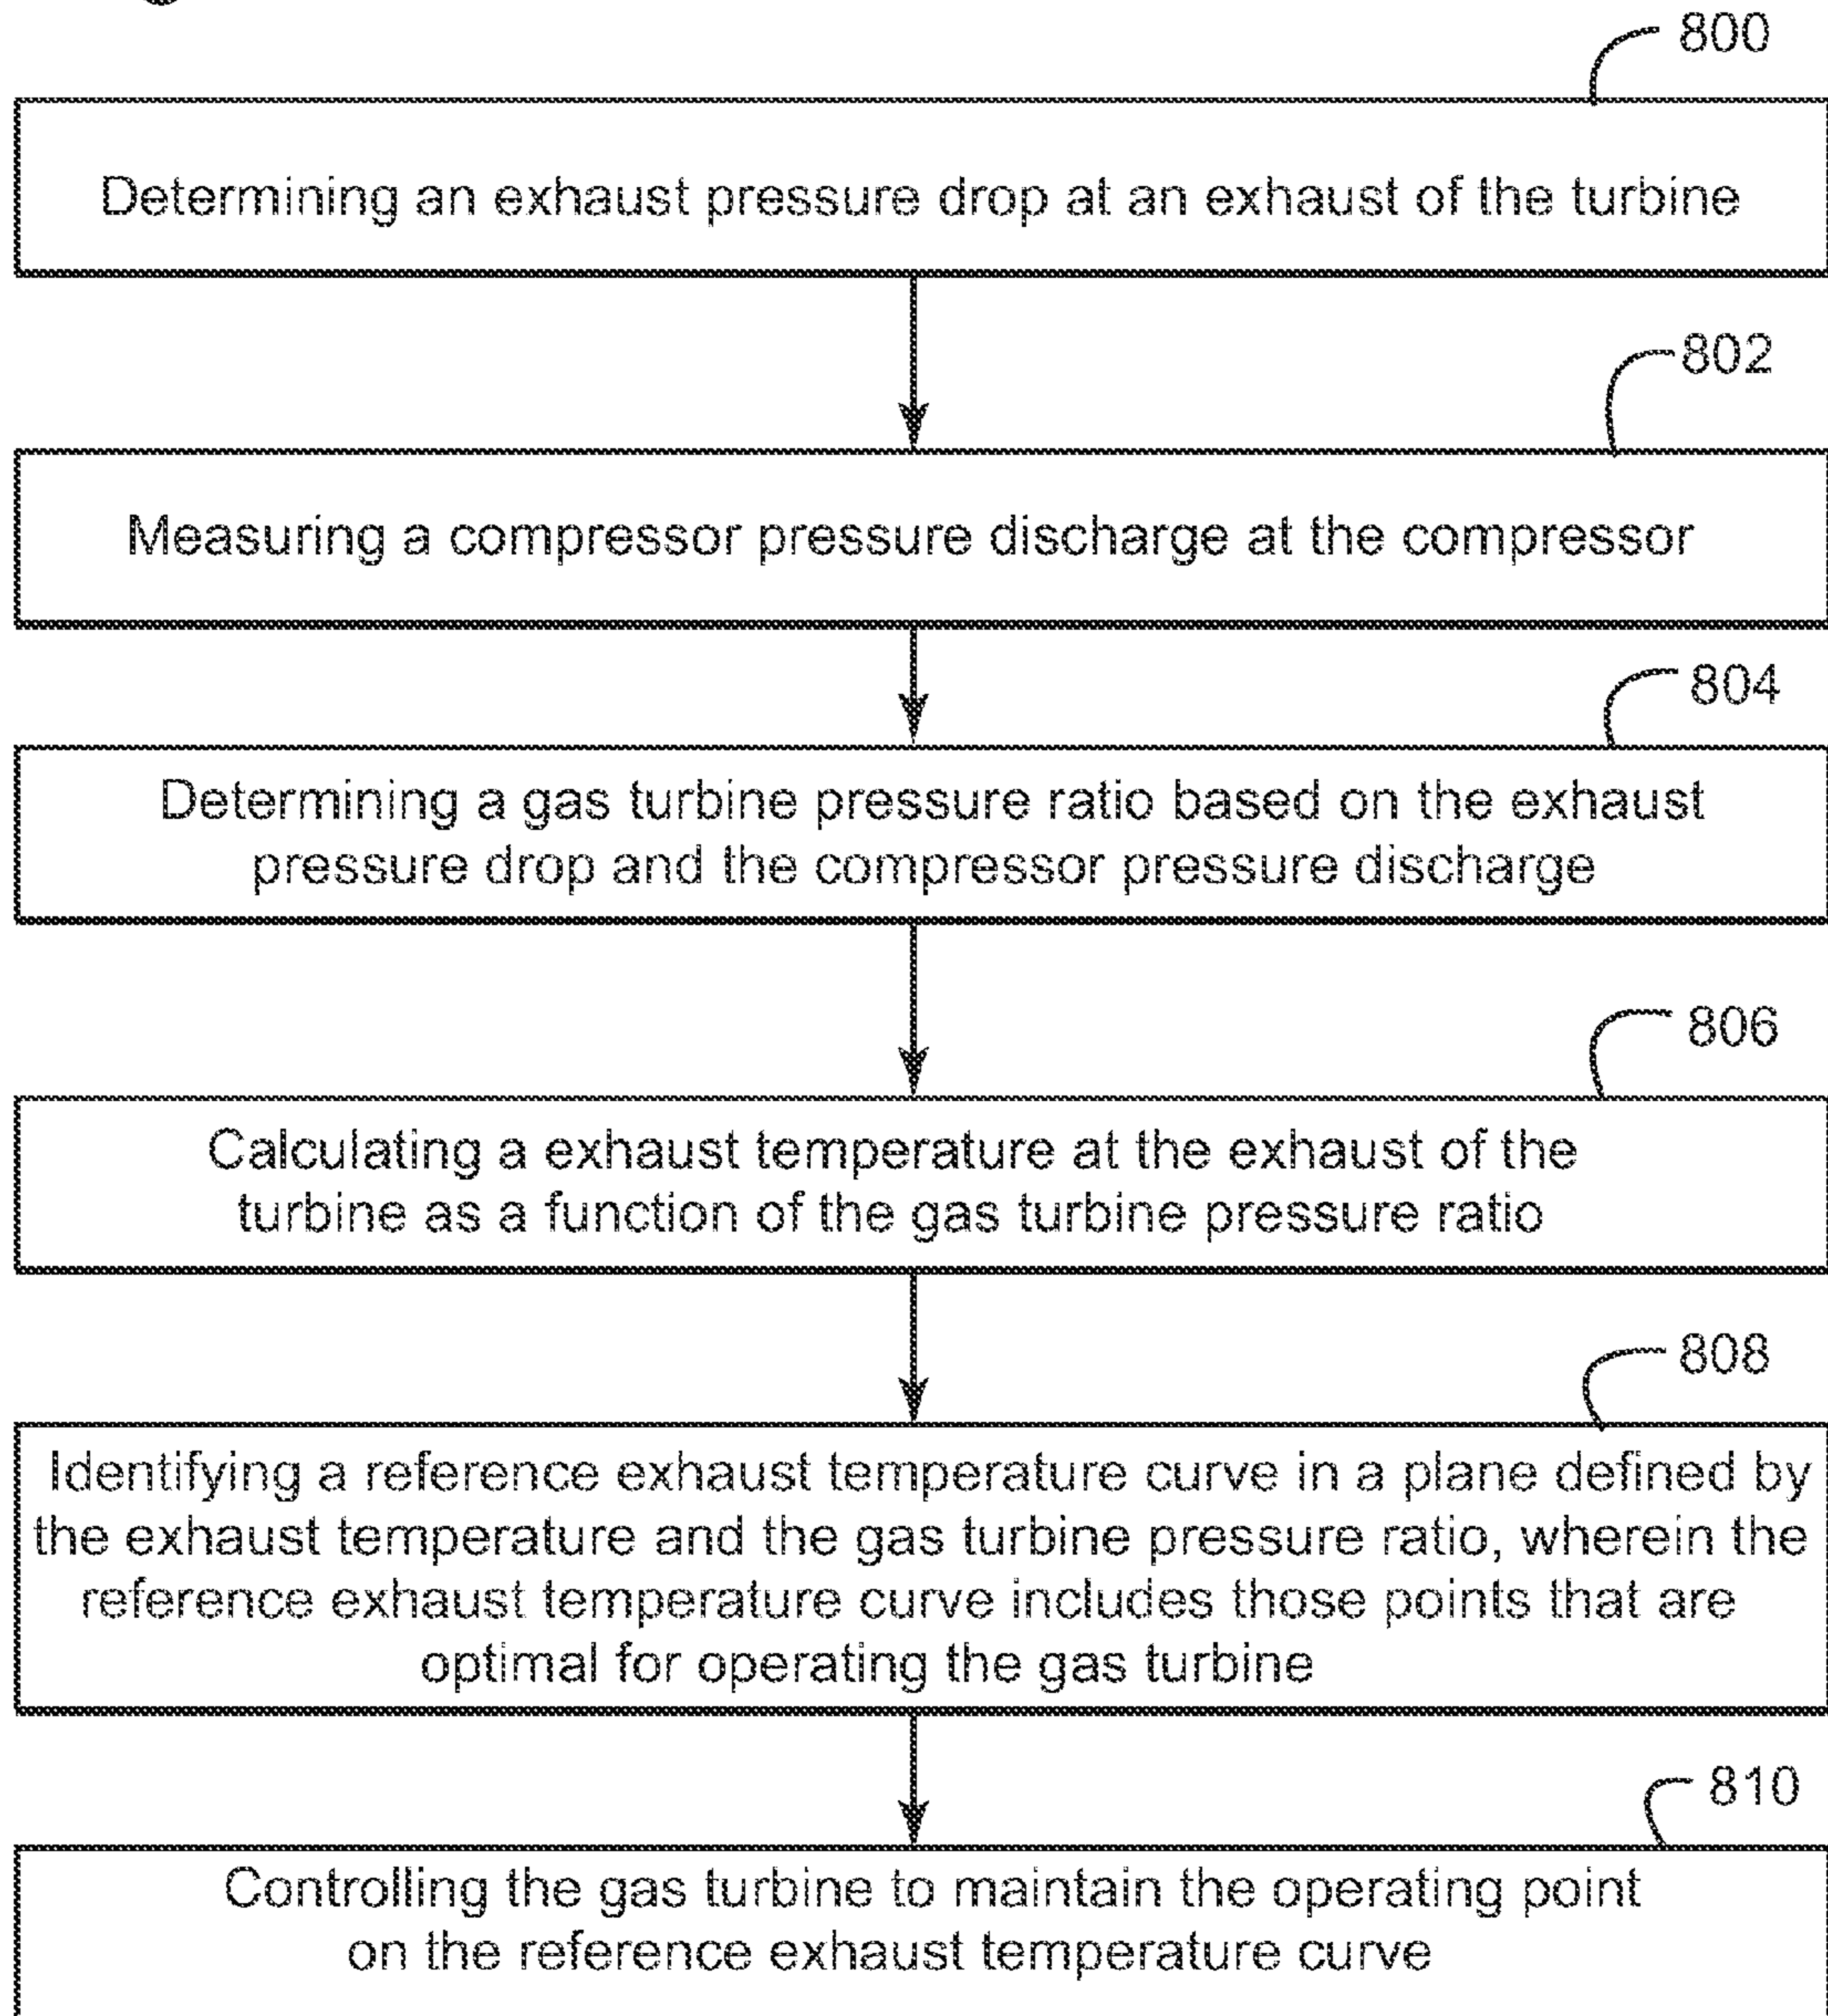 800
Determining an exhaust pressure drop at an exhaust of the turbine
802
Measuring a compressor pressure discharge at the compressor
804
Determining a gas turbine pressure ratio based on the exhaust
pressure drop and the compressor pressure discharge
806
Calculating a exhaust temperature at the exhaust of the
turbine as a function of the gas turbine pressure ratio
808
Identifying a reference exhaust temperature curve in a plane defined by
the exhaust temperature and the gas turbine pressure ratio, wherein the
reference exhaust temperature curve includes those points that are
optimal for operating the gas turbine
810
Controlling the gas turbine to maintain the operating point
on the reference exhaust temperature curve